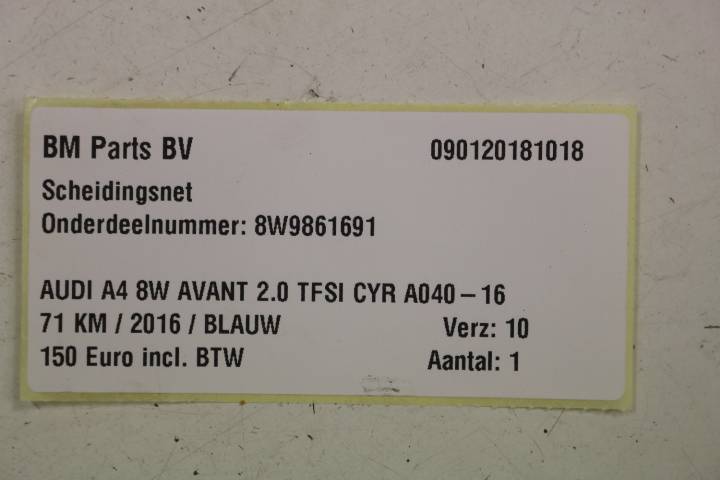 BM Parts BV 090120181018
Scheidingsnet
Onderdeelnummer: 8W9861691
AUDI A4 8W AVANT 2.0 TFSI CYR A040-16
71 KM / 2016 / BLAUW Verz: 10
150 Euro incl. BTW Aantal: 1